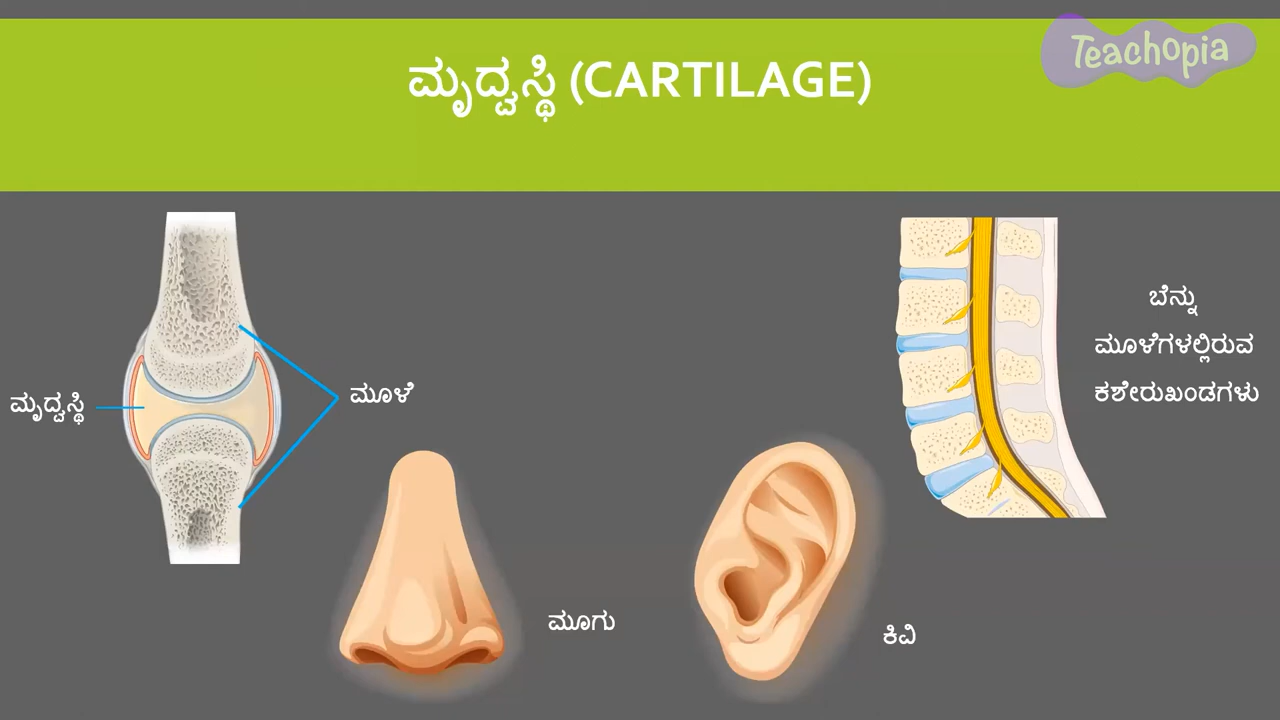 ಮೃದ್ವಸ್ಥಿ (CARTILAGE)
Teachopia
ಮೃದ್ವಸ್ಥಿ
ಮೂಳೆ
ಬೆನ್ನು
ಮೂಳೆಗಳಲ್ಲಿರುವ
ಕಶೇರುಖಂಡಗಳು
ಮೂಗು
ಕಿವಿ